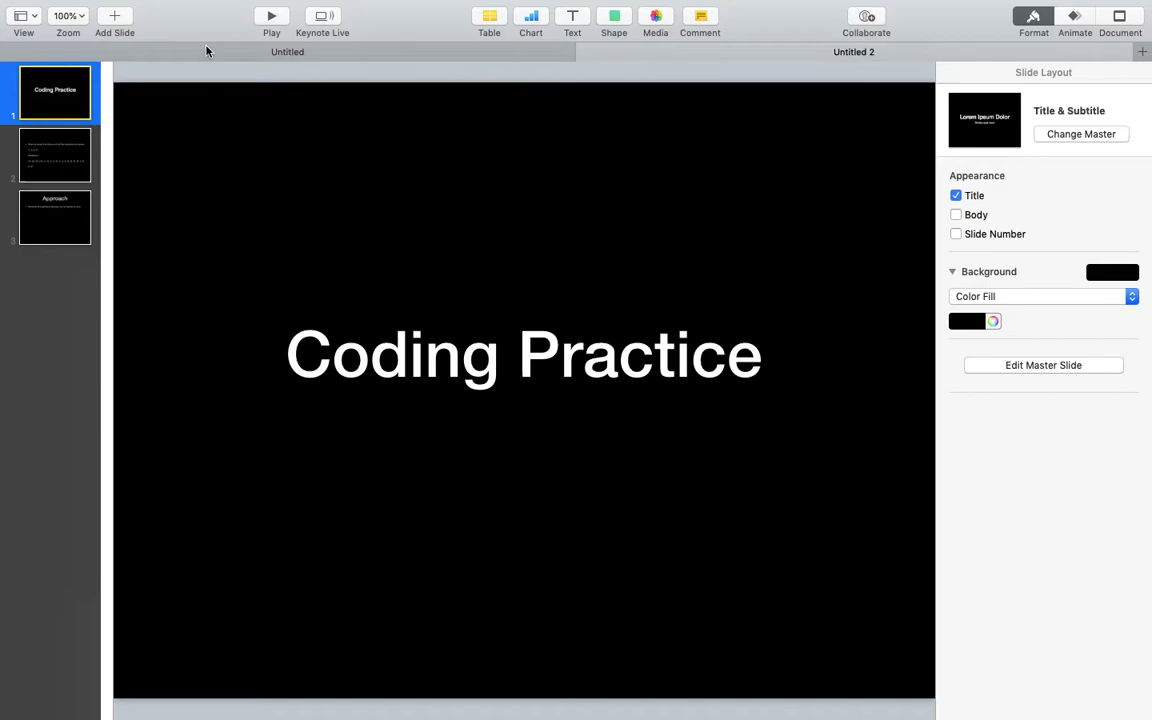 View
100%
Zoom
Add Slide
Play
Keynote Live
Table
Chart
Text
Shape
Media
Comment
Collaborate
Format
Animate
Document
Untitled
Untitled 2
Coding Practice
1
2
Approach
3
Coding Practice
Slide Layout
Lorem Ipsum Dolor
Title & Subtitle
Change Master
Appearance
Title
Body
Slide Number
Background
Color Fill
Edit Master Slide